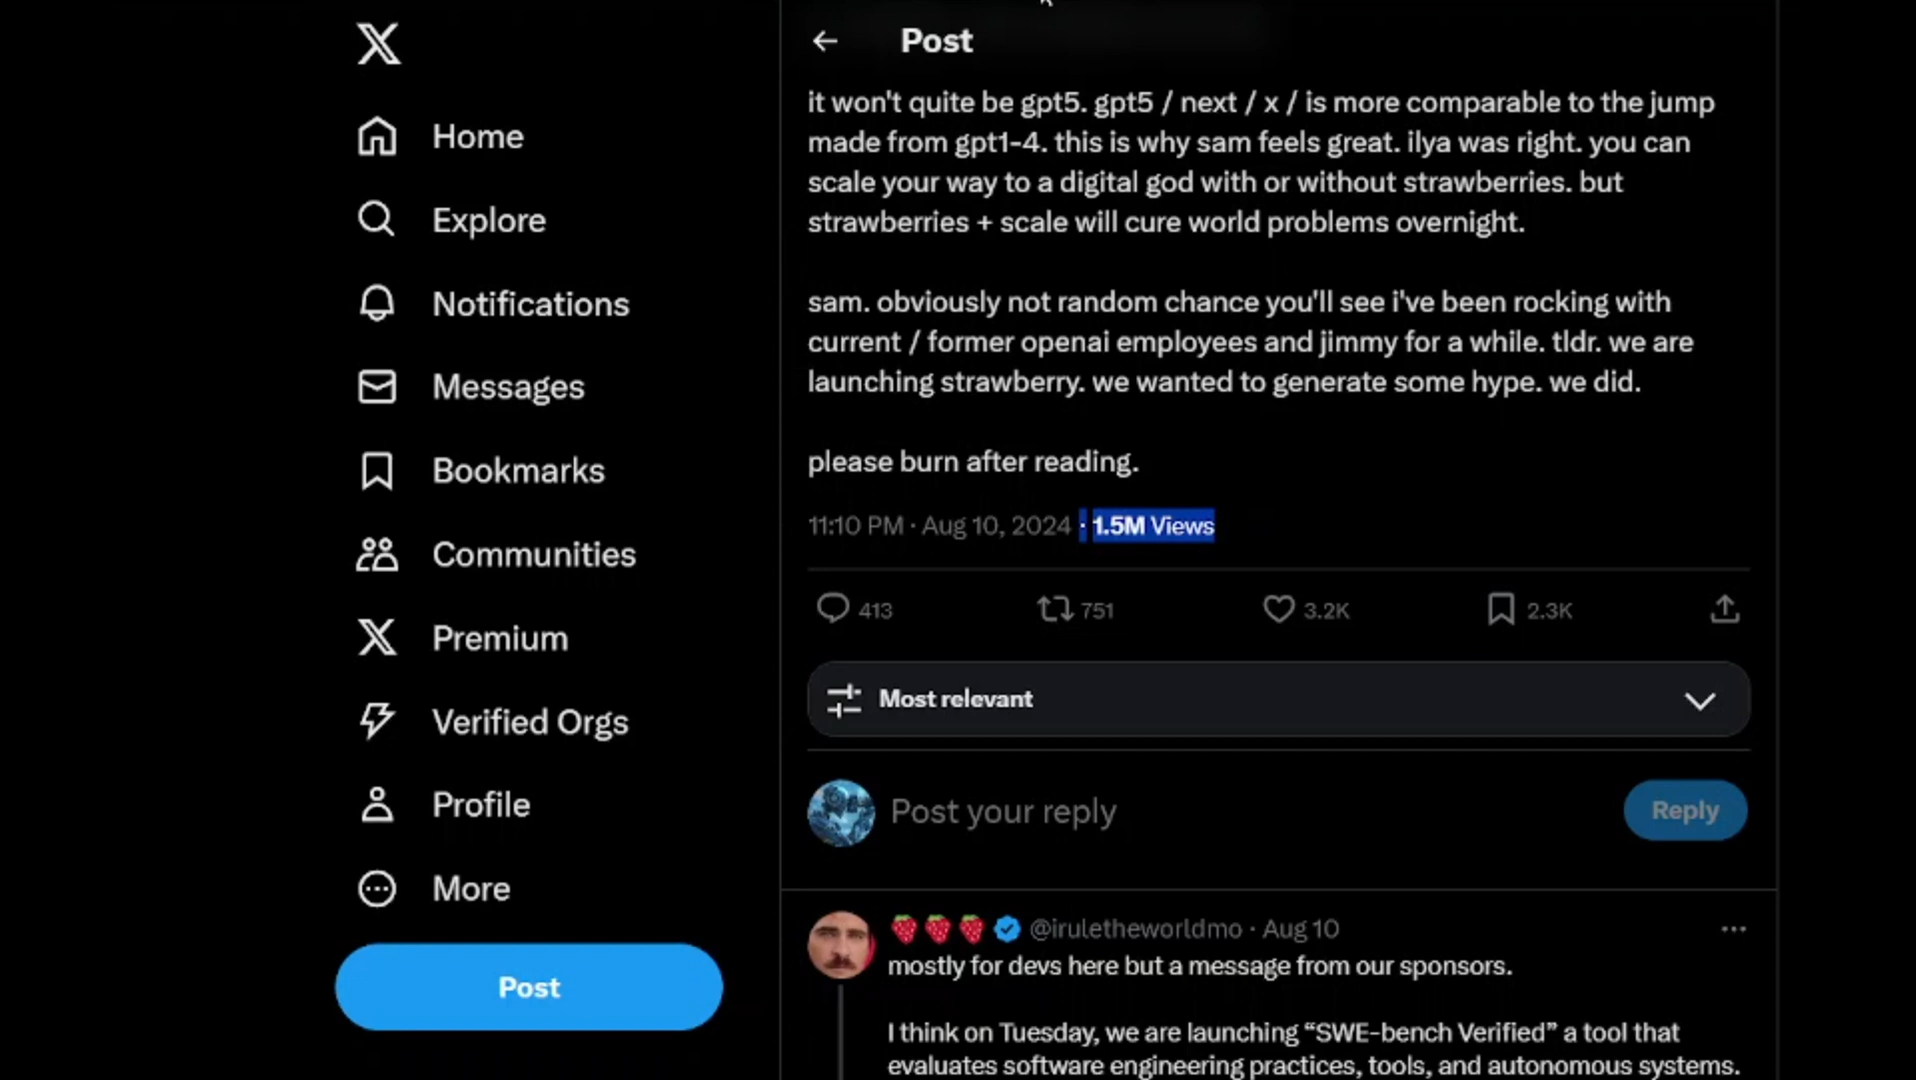 Post
it won't quite be gpt5. gpt5 / next / x / is more comparable to the jump
made from gpt1-4. this is why sam feels great. ilya was right. you can
scale your way to a digital god with or without strawberries. but
strawberries + scale will cure world problems overnight.
sam. obviously not random chance you'll see i've been rocking with
current / former openai employees and jimmy for a while. tldr. we are
launching strawberry. we wanted to generate some hype. we did.
please burn after reading.
11:10 PM · Aug 10, 2024 · 1.5M Views
413 751 3.2K 2.3K
Most relevant
Post your reply
Reply
🍓🍓🍓 @iruletheworldmo · Aug 10
mostly for devs here but a message from our sponsors.
I think on Tuesday, we are launching “SWE-bench Verified” a tool that
evaluates software engineering practices, tools, and autonomous systems.
Home
Explore
Notifications
Messages
Bookmarks
Communities
Premium
Verified Orgs
Profile
More
Post